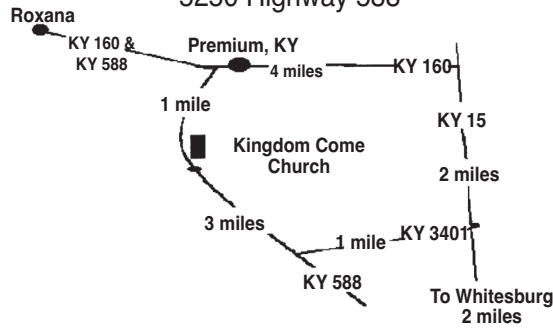 5250 Highway 588
Roxana
KY 160 &
KY 588
Premium, KY
4 miles
KY 160
1 mile
KY 15
Kingdom Come
Church
2 miles
3 miles
1 mile
KY 3401
KY 588
To Whitesburg
2 miles